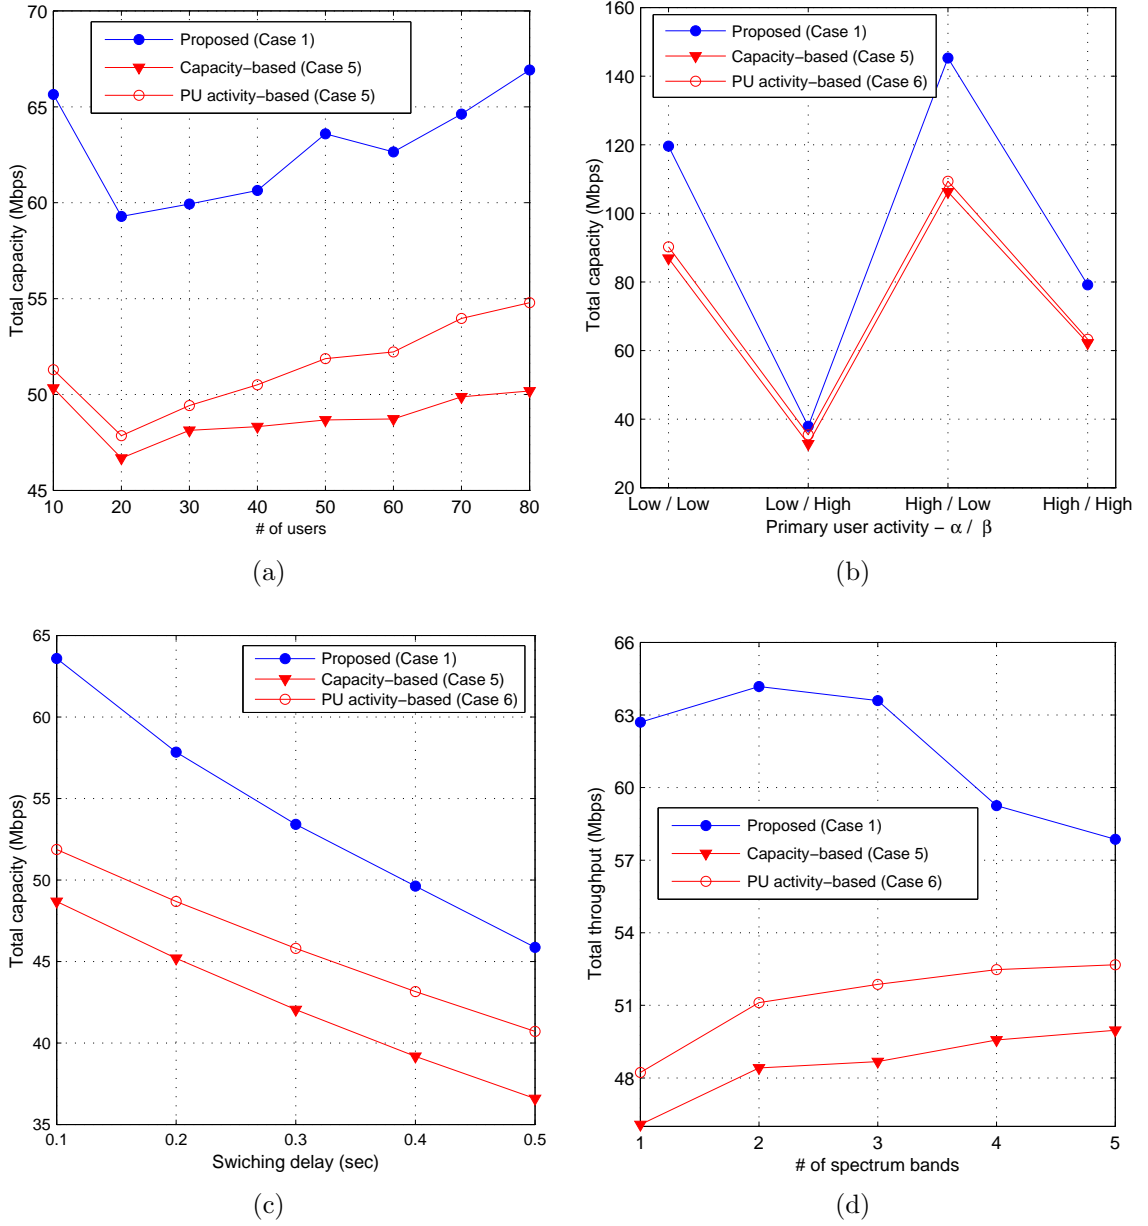 70
65
60
55
50
45
Total capacity (Mbps)
Proposed (Case 1)
Capacity−based (Case 5)
PU activity−based (Case 5)
10 20 30 40 50 60 70 80
# of users
(a)
160
140
120
100
80
60
40
20
Total capacity (Mbps)
Proposed (Case 1)
Capacity−based (Case 5)
PU activity−based (Case 6)
Low / Low Low / High High / Low High / High
Primary user activity − α / β
(b)
65
60
55
50
45
40
35
Total capacity (Mbps)
Proposed (Case 1)
Capacity−based (Case 5)
PU activity−based (Case 6)
0.1 0.2 0.3 0.4 0.5
Swiching delay (sec)
(c)
66
63
60
57
54
51
48
Total throughput (Mbps)
Proposed (Case 1)
Capacity−based (Case 5)
PU activity−based (Case 6)
1 2 3 4 5
# of spectrum bands
(d)